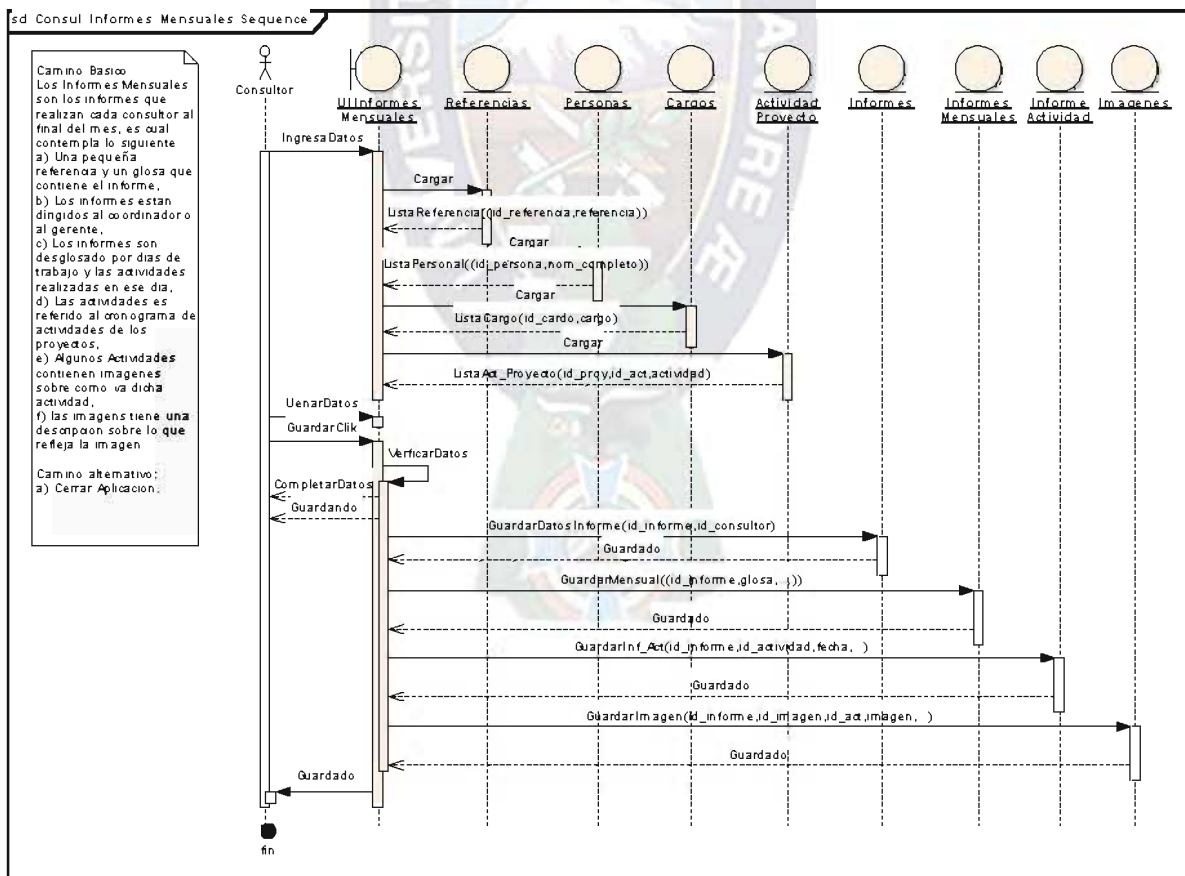 sd Consul Informes Mensuales Sequence
Camino Basico
Los Informes Mensuales
son los informes que
realizan cada consultor al
final del mes, es cual
contempla lo siguiente
a) Una pequeña
referencia y un glosa que
contiene el informe,
b) Los informes estan
dirigidos al coordinador o
al gerente,
c) Los informes son
desglosado por dias de
trabajo y las actividades
realizadas en ese dia,
d) Las actividades es
referido al cronograma de
actividades de los
proyectos,
e) Algunos Actividades
contienen imagenes
sobre como va dicha
actividad,
f) las imagens tiene una
descripcion sobre lo que
refleja la imagen
Camino alternativo:
a) Cerrar Aplicacion.
Consultor
UI Informes
Mensuales
Referencias
Personas
Cargos
Actividad
Proyecto
Informes
Informes
Mensuales
Informe
Actividad
Imagenes
IngresaDatos
Cargar
ListaReferencia((id_referencia,referencia))
Cargar
ListaPersonal((id_persona,nom_completo))
Cargar
ListaCargo(id_cardo,cargo)
Cargar
ListaAct_Proyecto(id_proy,id_act,actividad)
LlenarDatos
GuardarClik
VerficarDatos
CompletarDatos
Guardando
GuardarDatosInforme(id_informe,id_consultor)
Guardado
GuardarMensual((id_informe,glosa, ))
Guardado
GuardarInf_Act(id_informe,id_actividad,fecha, )
Guardado
GuardarImagen(id_informe,id_imagen,id_act,imagen, )
Guardado
Guardado
fin